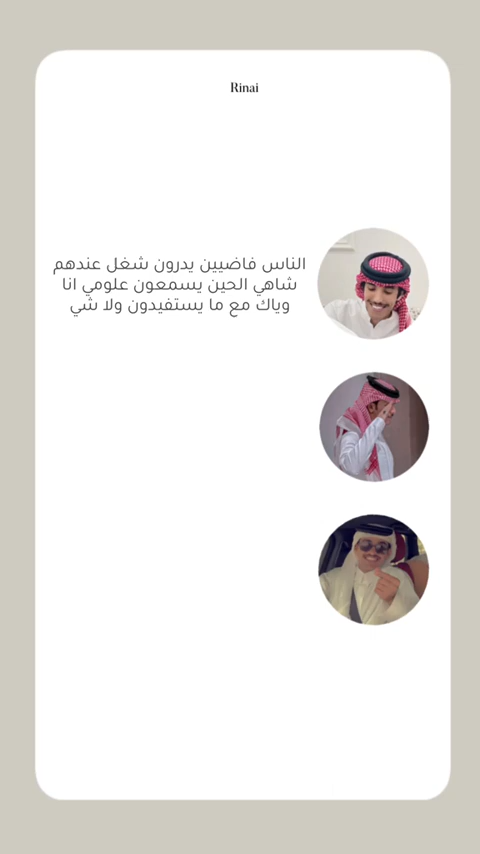 Rinai
الناس فاضيين يدرون شغل عندهم
شاهي الحين يسمعون علومي انا
وياك مع ما يستفيدون ولا شي